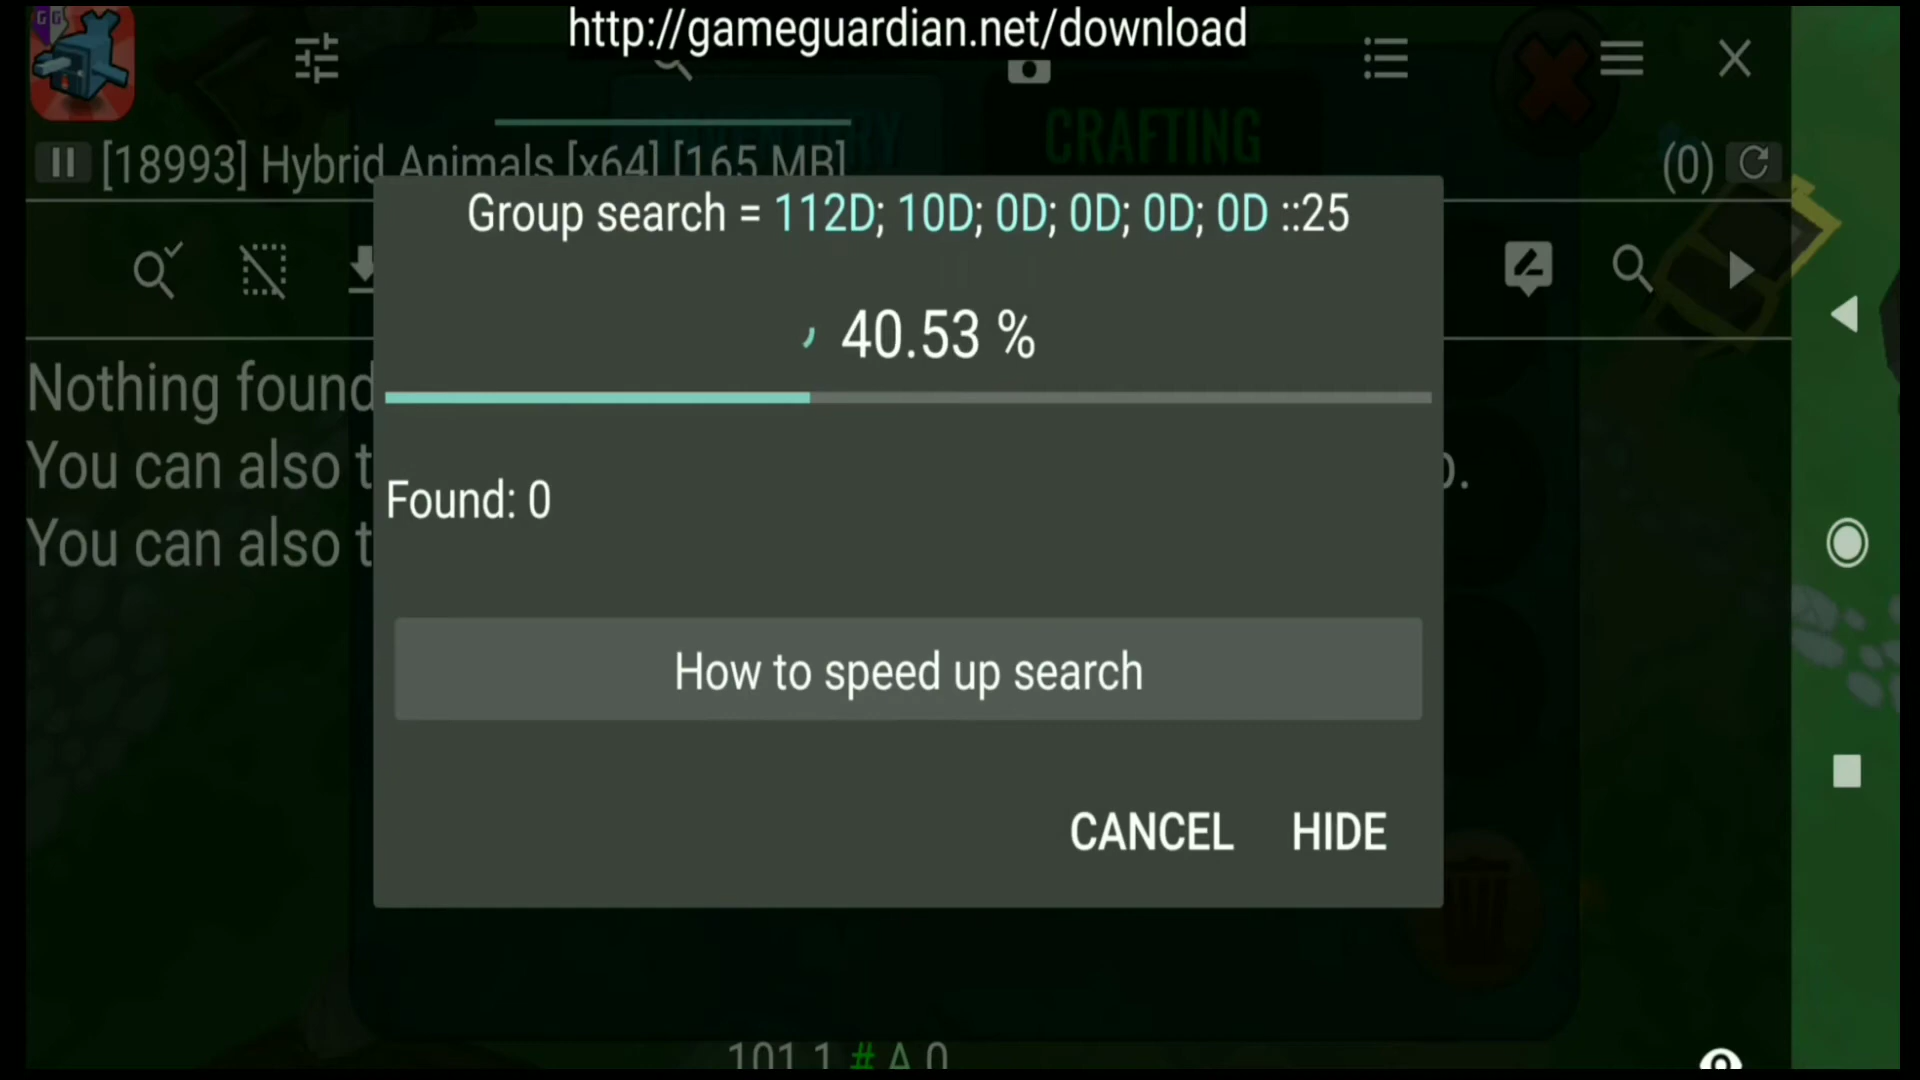 http://gameguardian.net/download
CRAFTING
[18993] Hybrid Animals [x64] [165 MB]
(0)
Group search = 112D; 10D; 0D; 0D; 0D; 0D ::25
40.53 %
Nothing found
You can also t
Found: 0
You can also t
How to speed up search
CANCEL HIDE